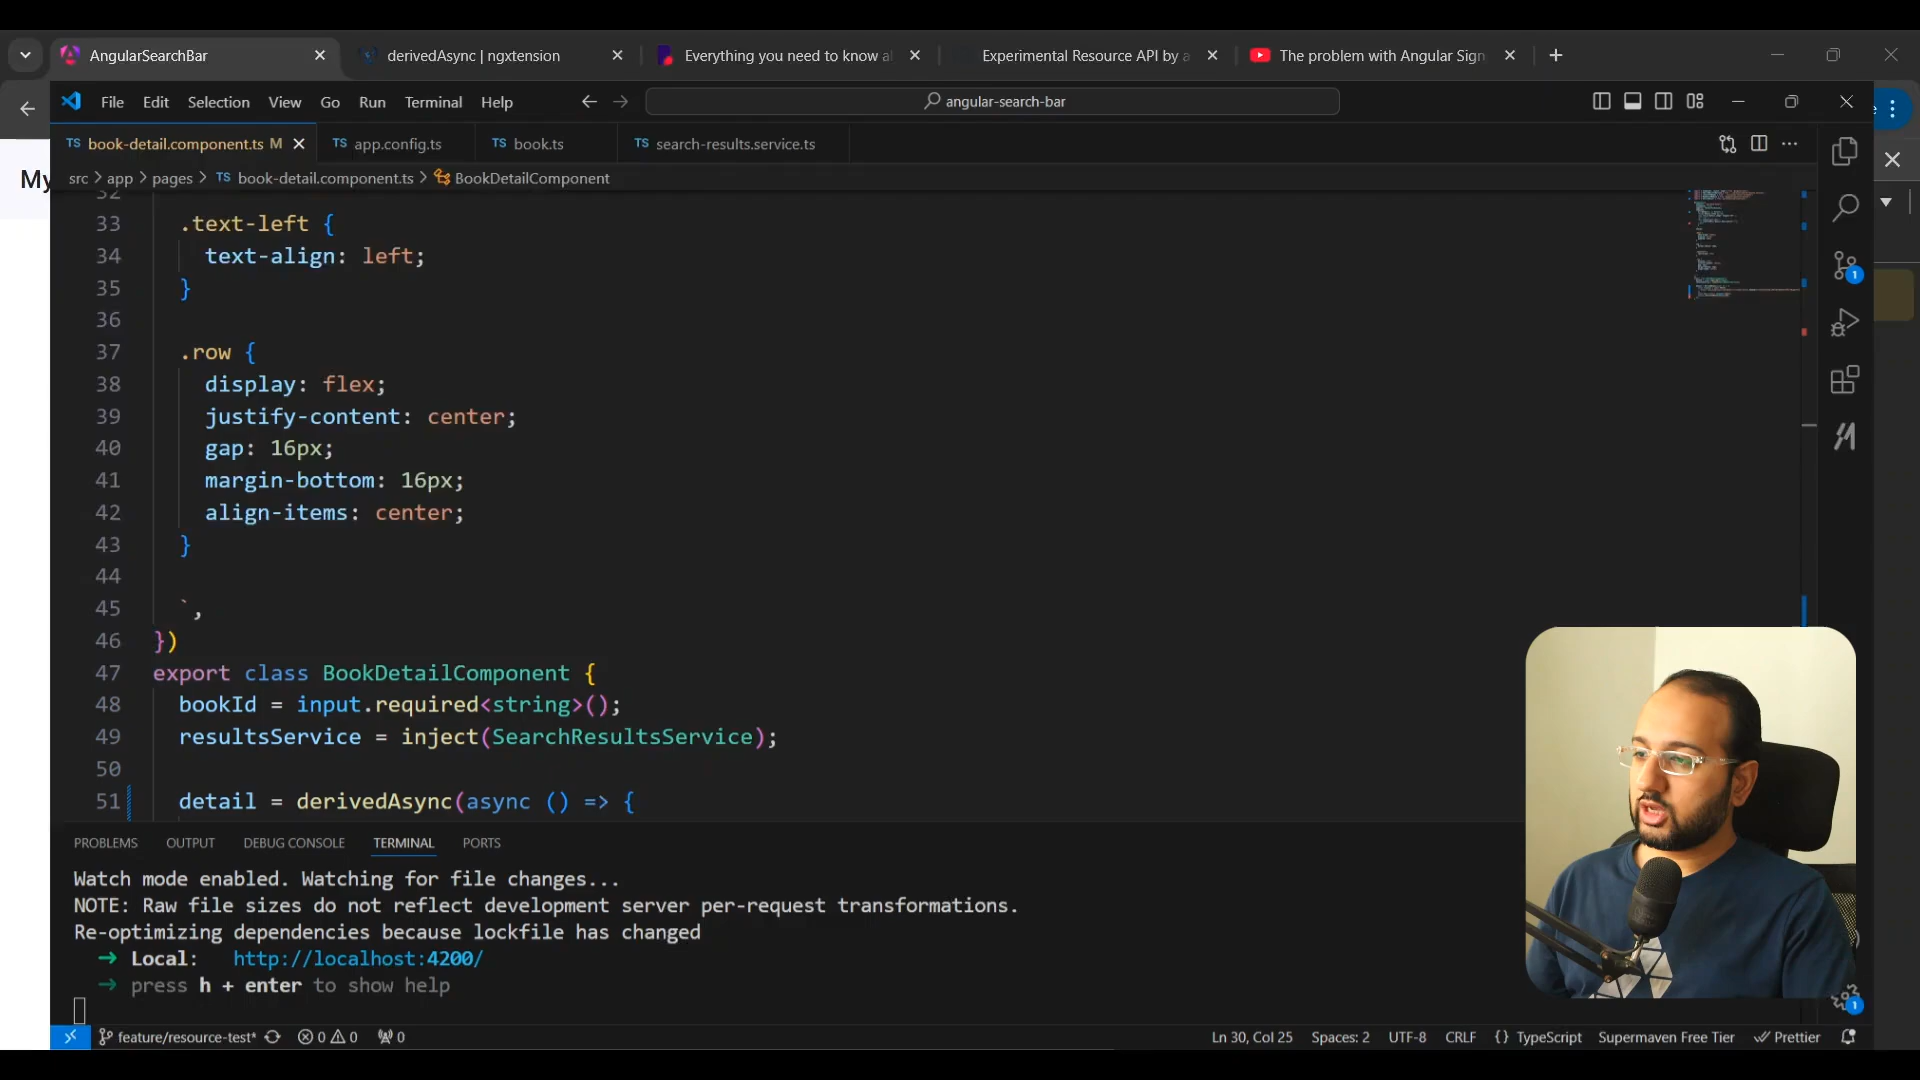 AngularSearchBar
derivedAsync | ngxtension
Everything you need to know a
Experimental Resource API by a
The problem with Angular Sign
File Edit Selection View Go Run Terminal Help
angular-search-bar
TS book-detail.component.ts M
TS app.config.ts
TS book.ts
TS search-results.service.ts
My
src > app > pages > TS book-detail.component.ts > BookDetailComponent
32
33 .text-left {
34 text-align: left;
35 }
36
37 .row {
38 display: flex;
39 justify-content: center;
40 gap: 16px;
41 margin-bottom: 16px;
42 align-items: center;
43 }
44
45 `,
46 })
47 export class BookDetailComponent {
48 bookId = input.required<string>();
49 resultsService = inject(SearchResultsService);
50
51 detail = derivedAsync(async () => {
PROBLEMS OUTPUT DEBUG CONSOLE TERMINAL PORTS
Watch mode enabled. Watching for file changes...
NOTE: Raw file sizes do not reflect development server per-request transformations.
Re-optimizing dependencies because lockfile has changed
➜ Local: http://localhost:4200/
➜ press h + enter to show help
feature/resource-test* 0 0 0 Ln 30, Col 25 Spaces: 2 UTF-8 CRLF {} TypeScript Supermaven Free Tier Prettier
1
1